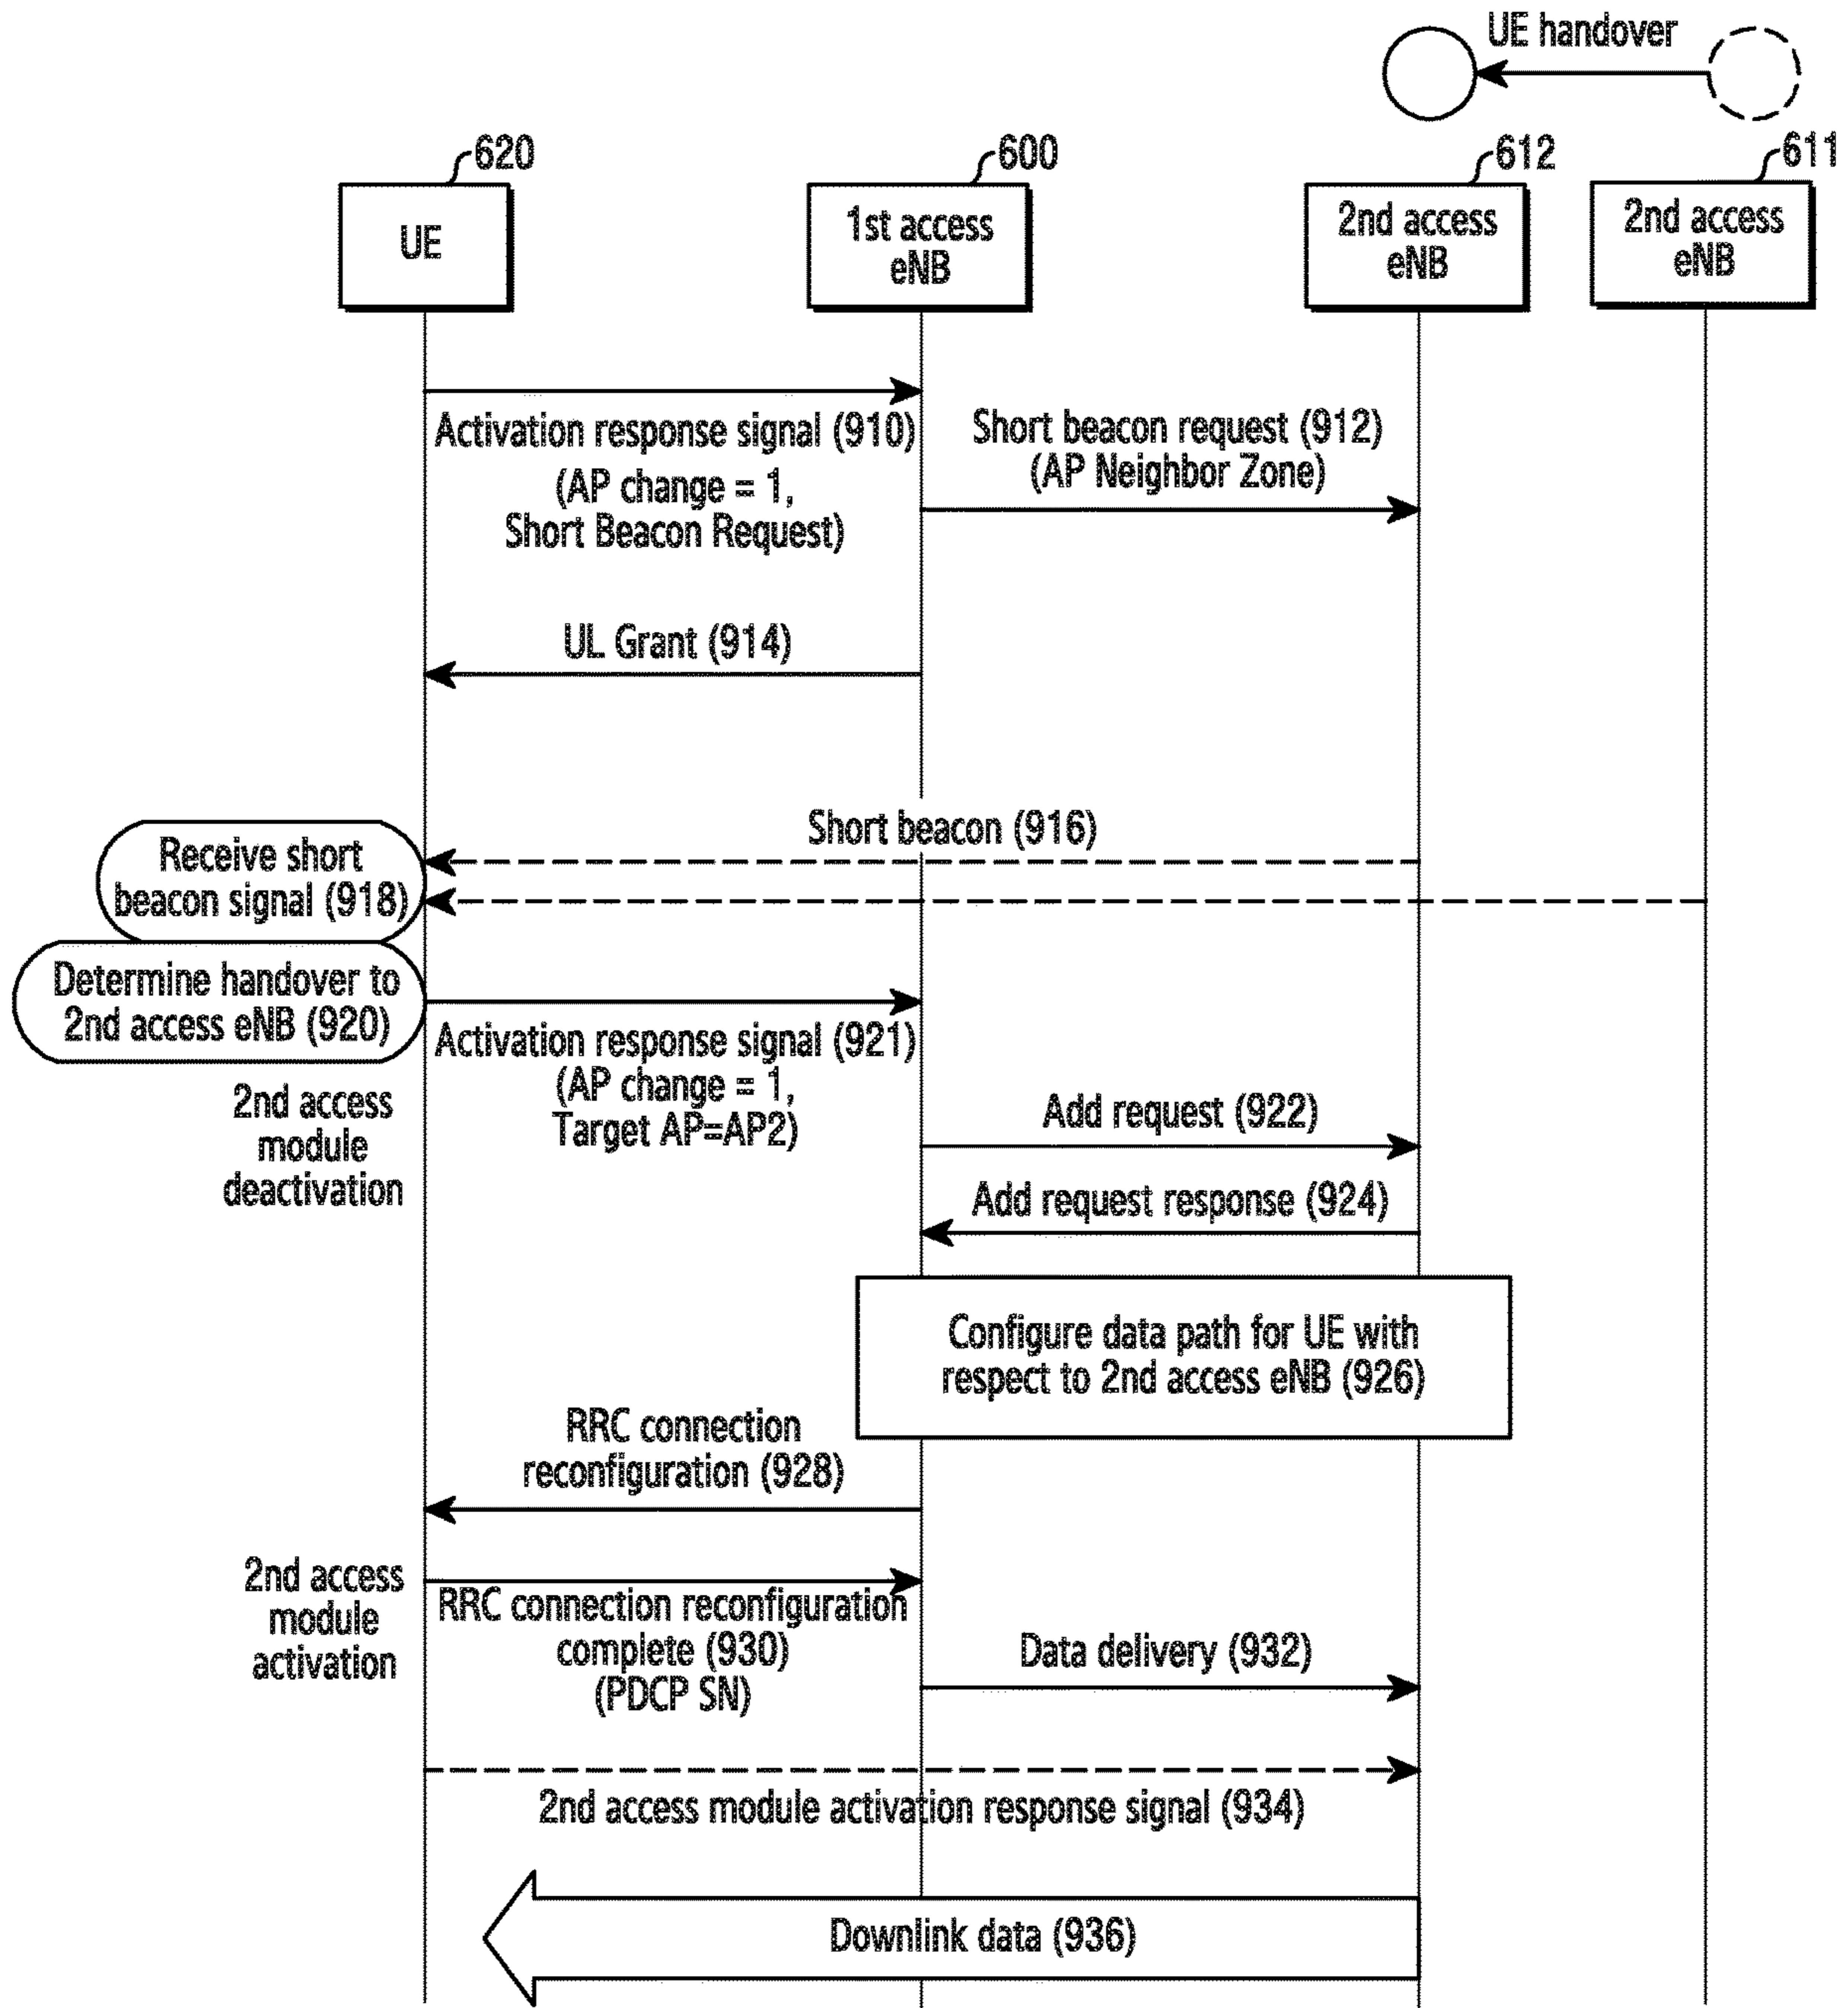 UE handover
620
600
612
611
UE
1st access
eNB
2nd access
eNB
2nd access
eNB
Activation response signal (910)
(AP change = 1,
Short Beacon Request)
Short beacon request (912)
(AP Neighbor Zone)
UL Grant (914)
Short beacon (916)
Receive short
beacon signal (918)
Determine handover to
2nd access eNB (920)
Activation response signal (921)
(AP change = 1,
Target AP=AP2)
2nd access
module
deactivation
Add request (922)
Add request response (924)
Configure data path for UE with
respect to 2nd access eNB (926)
RRC connection
reconfiguration (928)
2nd access
module
activation
RRC connection reconfiguration
complete (930)
(PDCP SN)
Data delivery (932)
2nd access module activation response signal (934)
Downlink data (936)